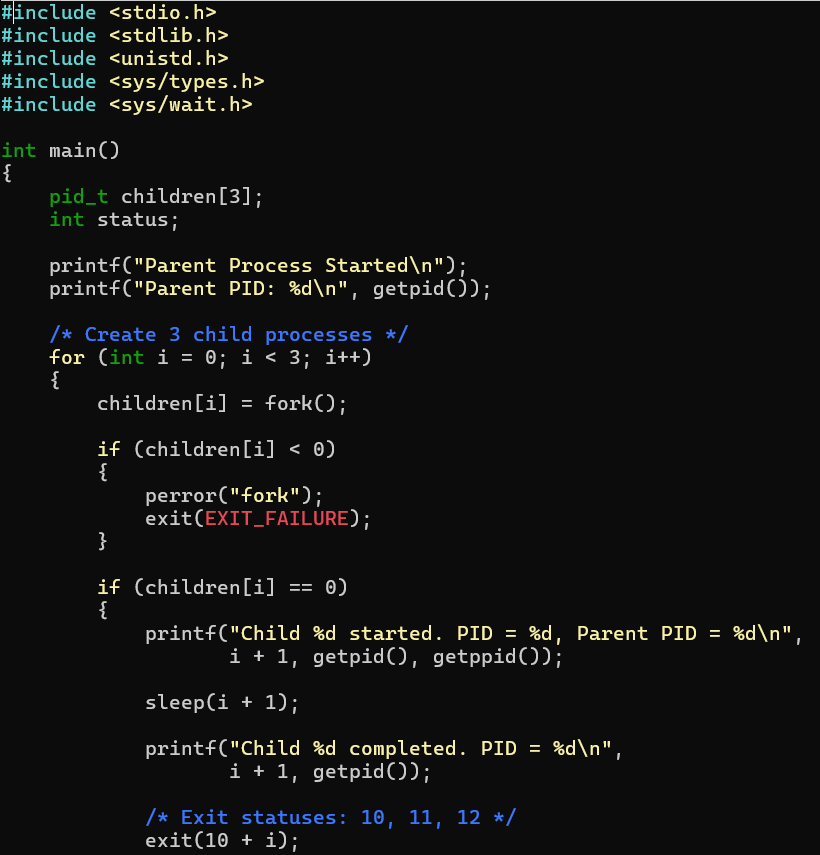 #include <stdio.h>
#include <stdlib.h>
#include <unistd.h>
#include <sys/types.h>
#include <sys/wait.h>

int main()
{
    pid_t children[3];
    int status;

    printf("Parent Process Started\n");
    printf("Parent PID: %d\n", getpid());

    /* Create 3 child processes */
    for (int i = 0; i < 3; i++)
    {
        children[i] = fork();

        if (children[i] < 0)
        {
            perror("fork");
            exit(EXIT_FAILURE);
        }

        if (children[i] == 0)
        {
            printf("Child %d started. PID = %d, Parent PID = %d\n",
                   i + 1, getpid(), getppid());

            sleep(i + 1);

            printf("Child %d completed. PID = %d\n",
                   i + 1, getpid());

            /* Exit statuses: 10, 11, 12 */
            exit(10 + i);